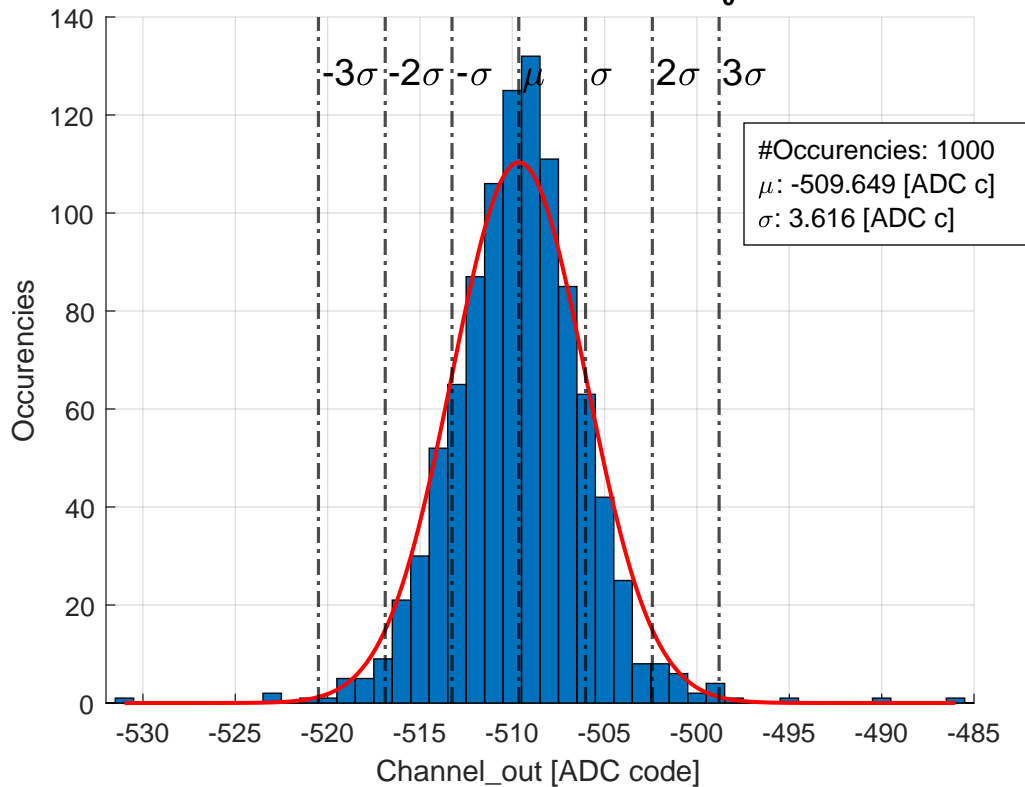 140
120
100
80
60
40
20
0
Occurencies
-3σ -2σ -σ μ σ 2σ 3σ
#Occurencies: 1000
μ: -509.649 [ADC c]
σ: 3.616 [ADC c]
-530 -525 -520 -515 -510 -505 -500 -495 -490 -485
Channel_out [ADC code]